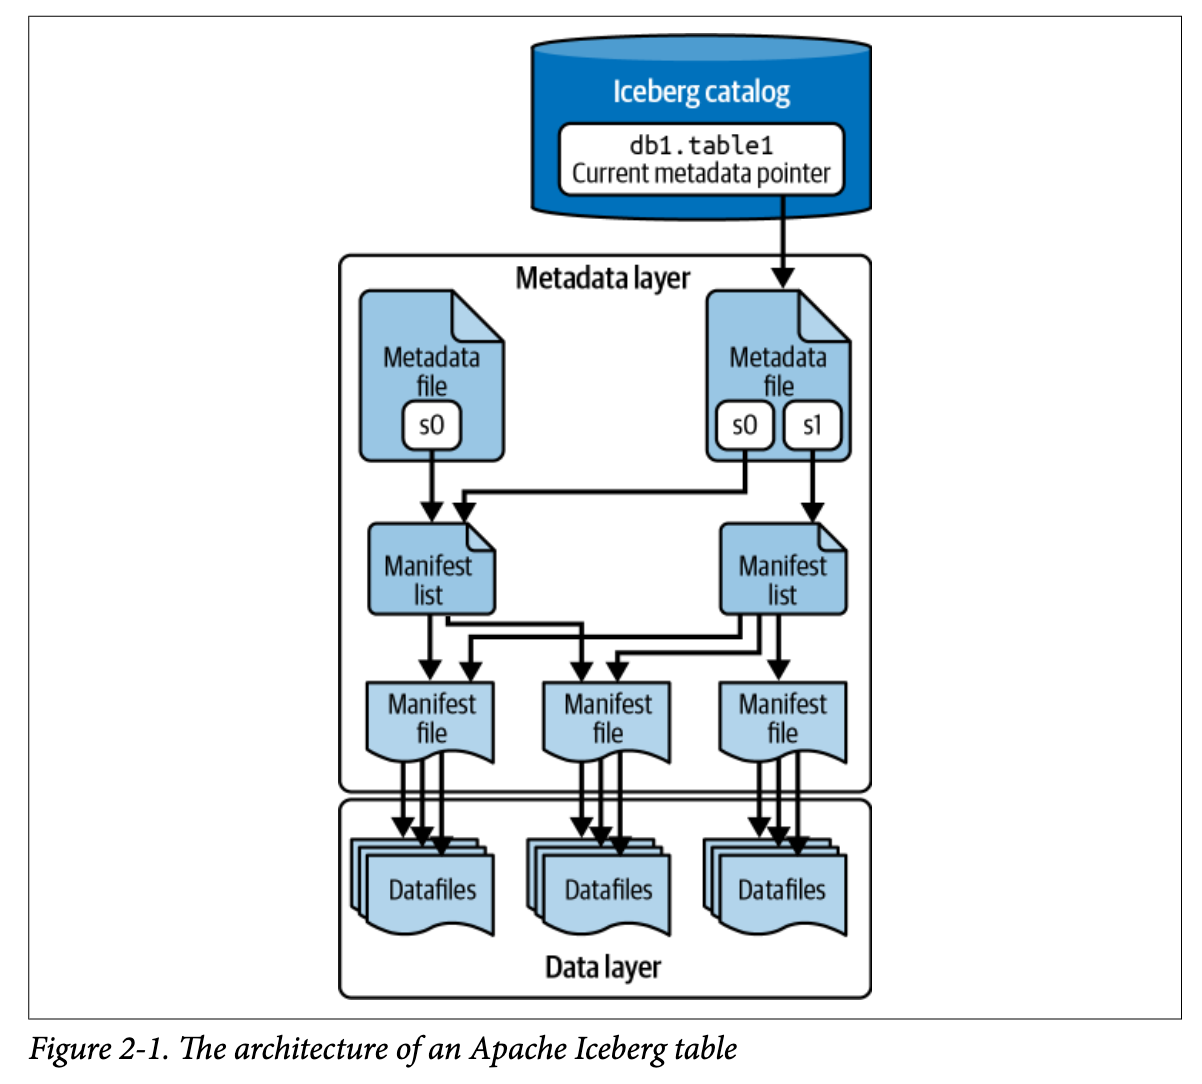 Iceberg catalog
db1.table1
Current metadata pointer
Metadata layer
Metadata
file
s0
Metadata
file
s0
s1
Manifest
list
Manifest
list
Manifest
file
Manifest
file
Manifest
file
Datafiles
Datafiles
Datafiles
Data layer
Figure 2-1. The architecture of an Apache Iceberg table